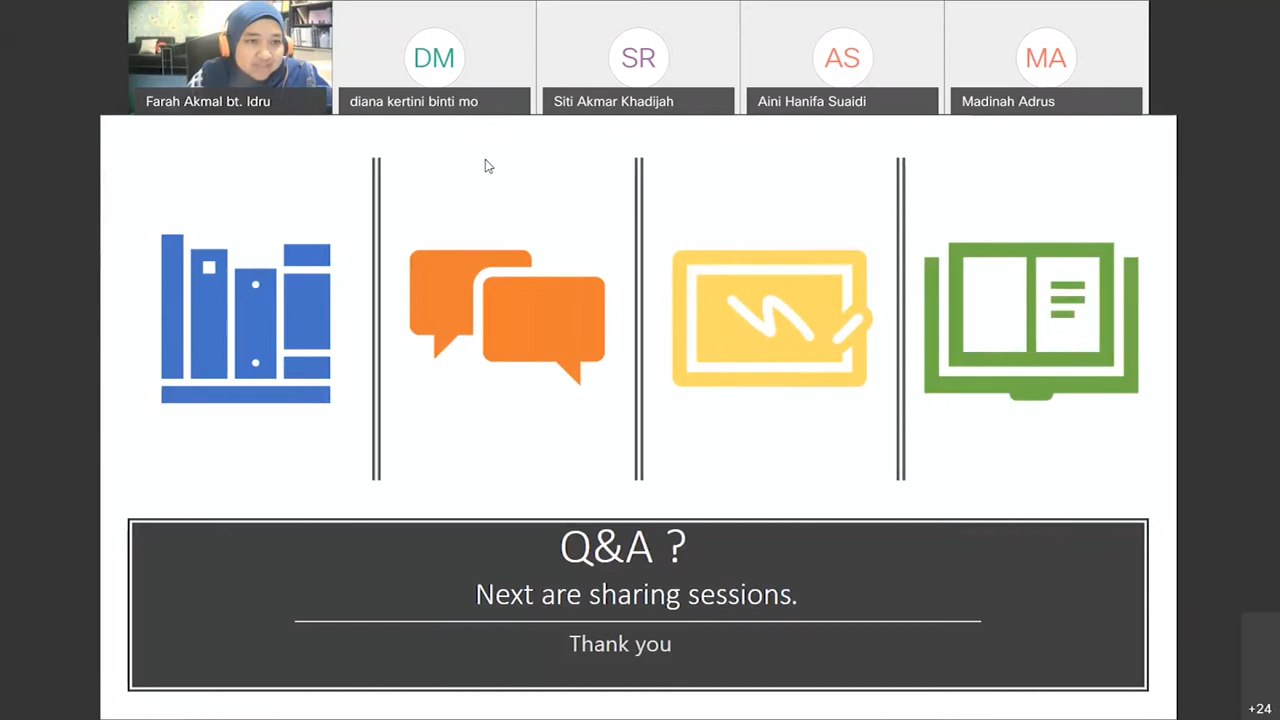 DM
SR
AS
MA
Farah Akmal bt. Idru
diana kertini binti mo
Siti Akmar Khadijah
Aini Hanifa Suaidi
Madinah Adrus
Q&A ?
Next are sharing sessions.
Thank you
+24